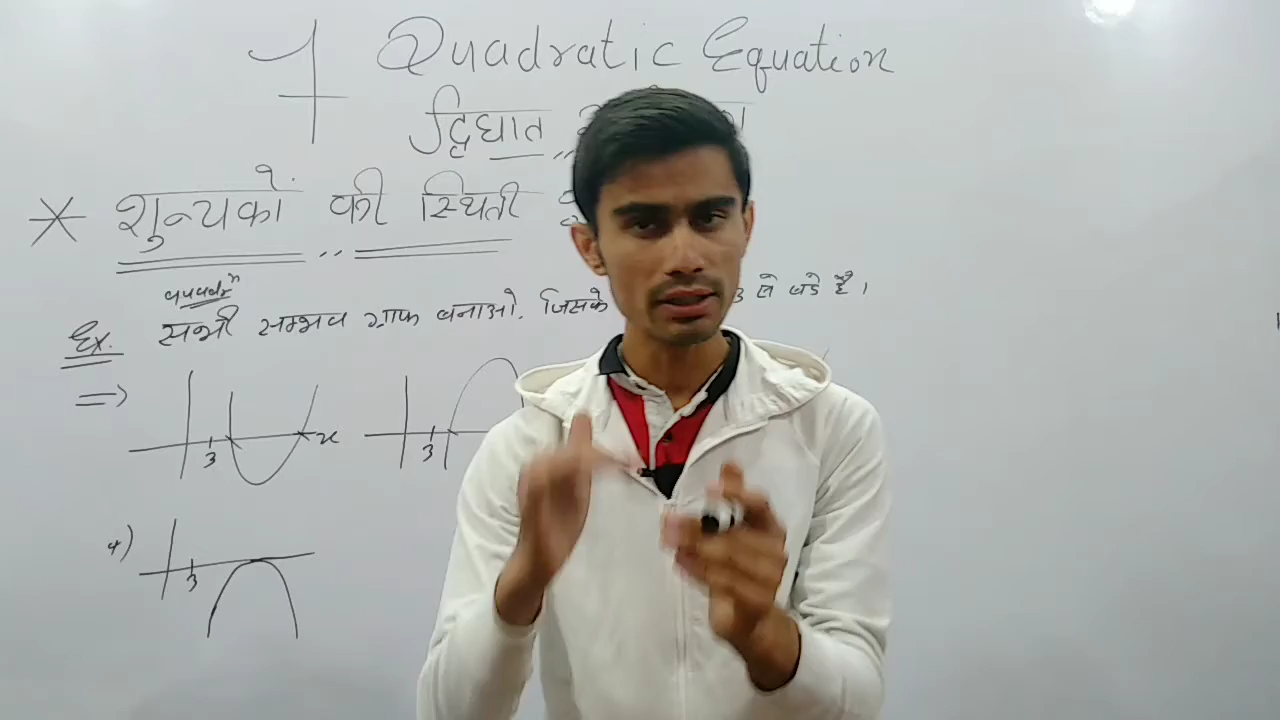 Quadratic Equation
द्विघात
* शुन्यकों की स्थिती
Ex. सभी सम्भव ग्राफ बनाओ, जिसके 3 से बडे है।
=> 3 x 3
4) 3